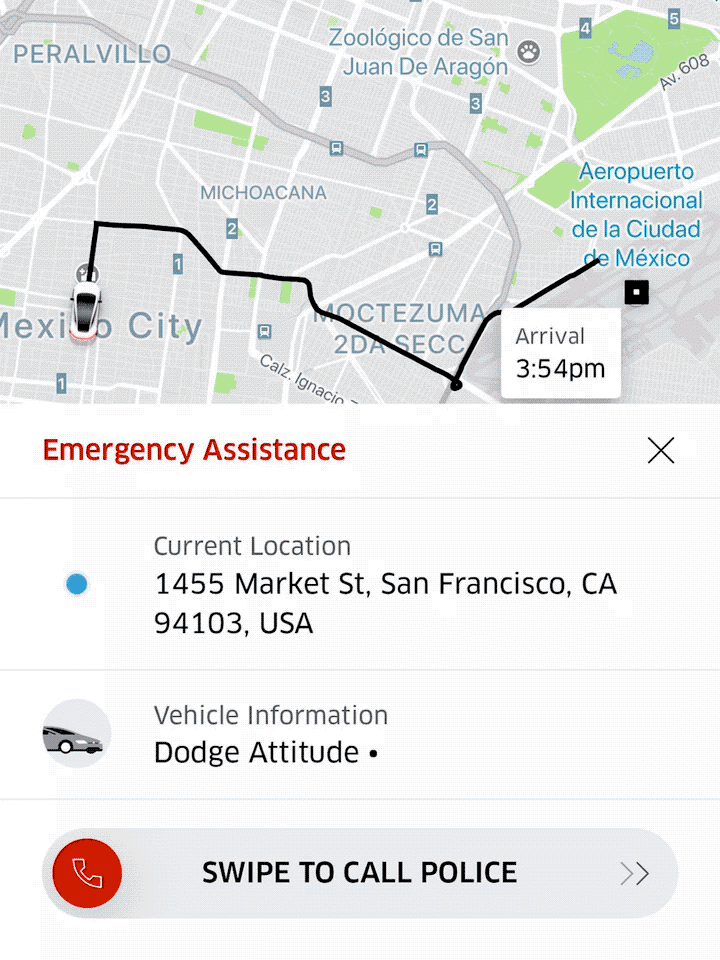 Zoológico de San
Juan De Aragón
PERALVILLO
4
5
Av. 608
3
3
Aeropuerto
Internacional
de la Ciudad
de México
MICHOACANA
2
2
1
Mexico City
MOCTEZUMA
2DA SECC
Calz. Ignacio
1
Arrival
3:54pm
Emergency Assistance
Current Location
1455 Market St, San Francisco, CA
94103, USA
Vehicle Information
Dodge Attitude •
SWIPE TO CALL POLICE